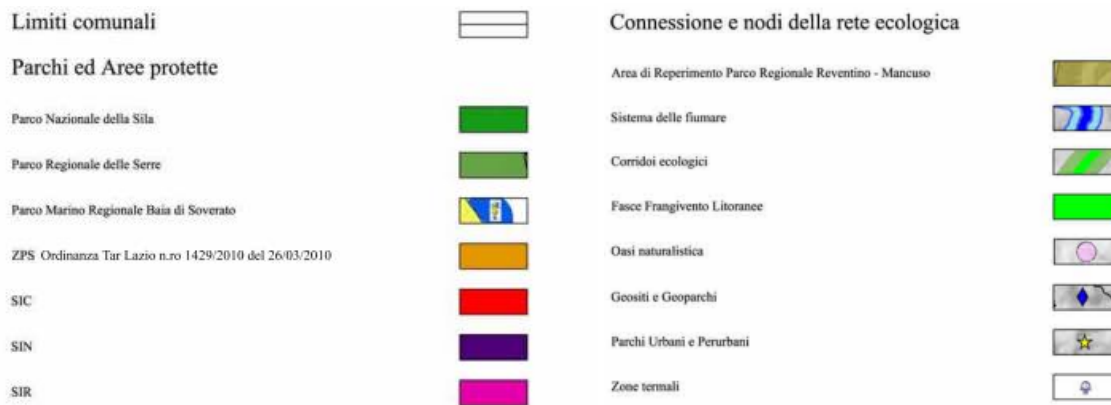 Limiti comunali
Parchi ed Aree protette
Parco Nazionale della Sila
Parco Regionale delle Serre
Parco Marino Regionale Baia di Soverato
ZPS Ordinanza Tar Lazio n.ro 1429/2010 del 26/03/2010
SIC
SIN
SIR
Connessione e nodi della rete ecologica
Area di Reperimento Parco Regionale Reventino - Mancuso
Sistema delle fiumare
Corridoi ecologici
Fasce Frangivento Litoranee
Oasi naturalistica
Geositi e Geoparchi
Parchi Urbani e Perurbani
Zone termali